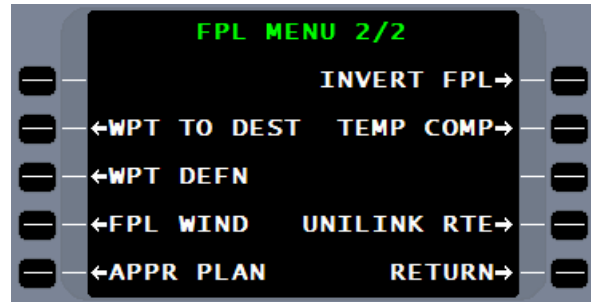 FPL MENU 2/2
INVERT FPL→
←WPT TO DEST TEMP COMP→
←WPT DEFN
←FPL WIND UNILINK RTE→
←APPR PLAN RETURN→